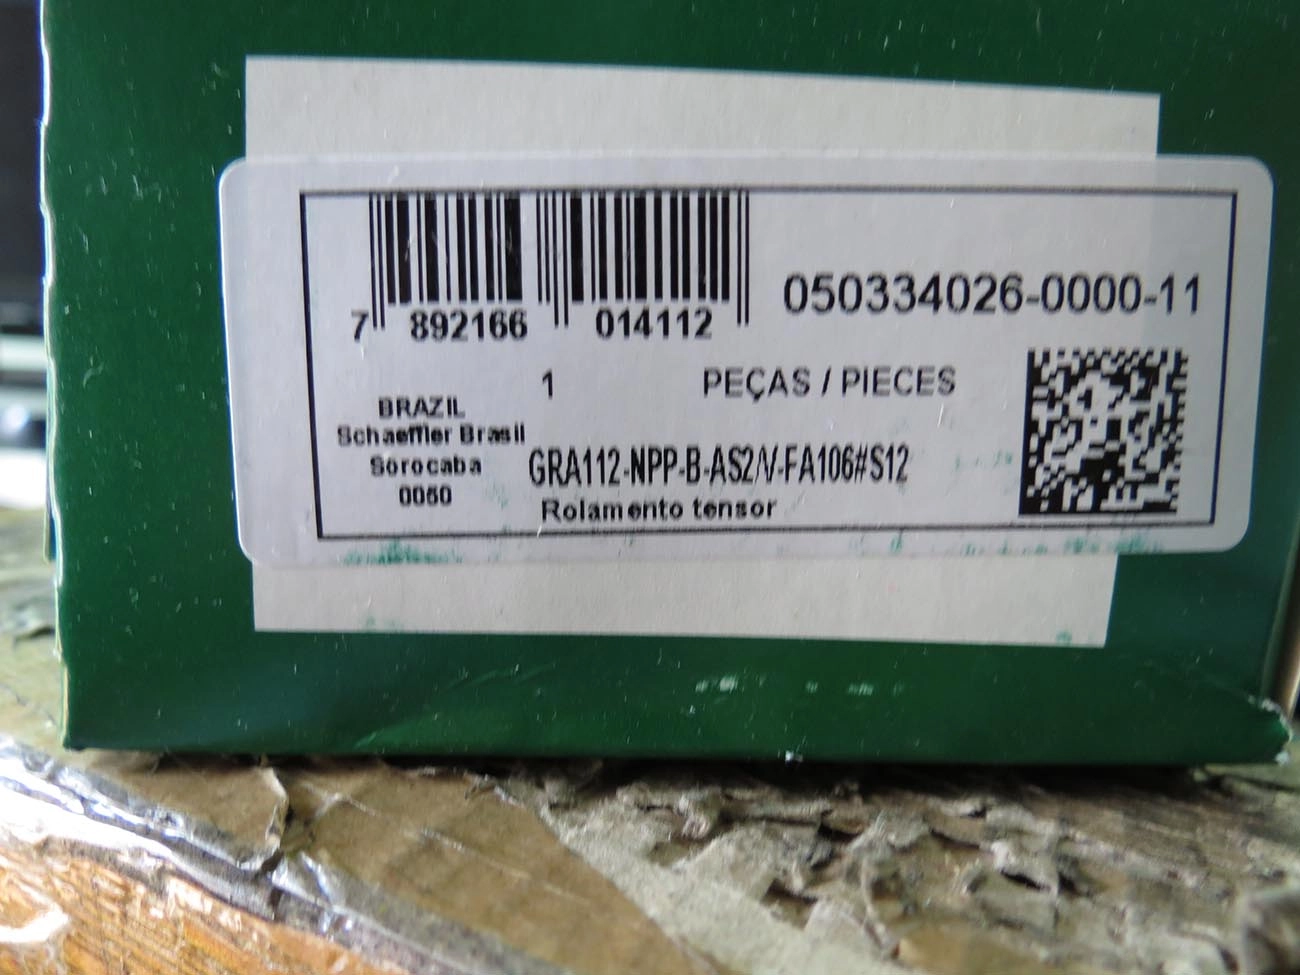 050334026-0000-11
7 892166 014112
1 PEÇAS / PIECES
BRAZIL
Schaeffler Brasil
Sorocaba
0050
GRA112-NPP-B-AS2/V-FA106#S12
Rolamento tensor